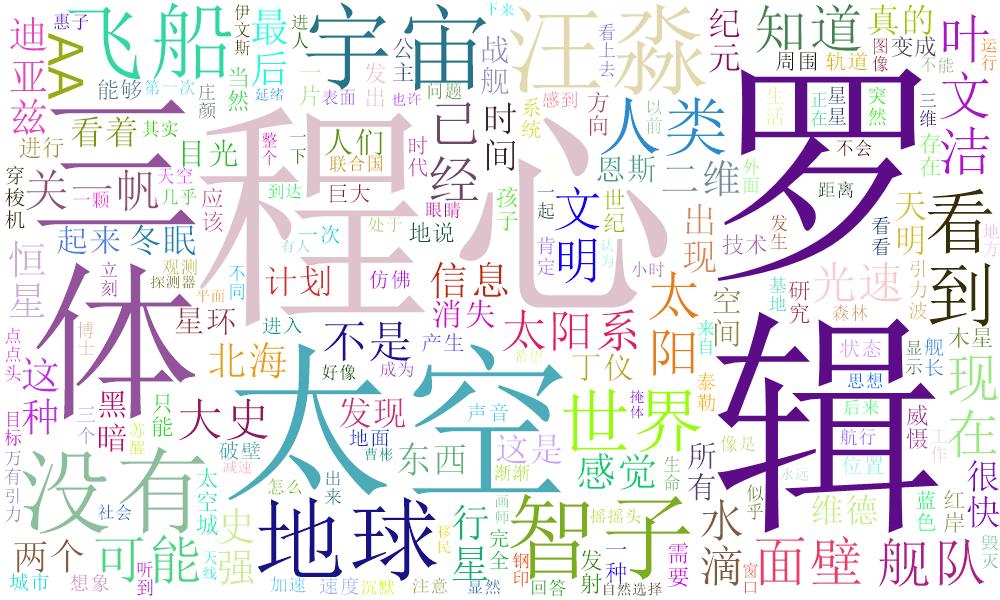 惠子
飞船
伊文斯
进入
最后
宇宙
公主
下来
战舰
汪淼
看上去
纪元
知道
真的
叶文洁
运行
迪亚兹
AA
能够
第一次
当然
庄颜
延绪
一片
表面
发出
也许
问题
系统
感到
方向
以前
周围
轨道
图像
变成
不能
看着
其实
三体
目光
整个
一下
人们
联合国
时代
己经
时间
人类
生活
正在
星星
突然
三维
存在
进行
关一帆
一颗
天空
几乎
应该
到达
巨大
程心
眼睛
孩子
恩斯
二维
外面
罗辑
不会
距离
穿梭机
起来
冬眠
一次
处于
地说
一起
文明
世纪
出现
技术
发生
天明
看看
看到
地方
恒星
立刻
观测
探测器
不同
有人
计划
仿佛
信息
肯定
认为
小时
太阳
空间
基地
研究
光速
森林
引力波
平面
星环
进入
消失
太阳系
来自
木星
点点头
博士
北海
不是
产生
好像
成为
希望
丁仪
泰勒
状态
显示
舰长
这种
黑暗
只能
大史
发现
太空
声音
世界
掩体
思想
后来
现在
目标
三个
苏醒
破壁
地面
曹彬
东西
这是
感觉
生命
所有
像是
航行
威慑
工作
万有引力
没有
减速
太空城
怎么
出来
渐渐
似乎
永远
位置
很快
社会
史强
地球
行星
画师
完全
智子
摇摇头
水滴
维德
蓝色
红岸
两个
可能
天线
移民
钢印
发射
一种
需要
窗口
面壁
舰队
毁灭
城市
想象
听到
加速
速度
沉默
注意
显然
回答
自然选择